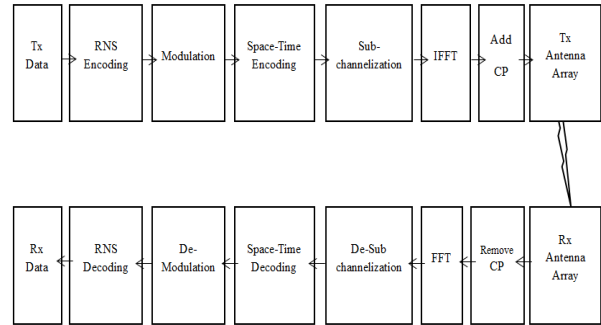 Tx
Data
RNS
Encoding
Modulation
Space-Time
Encoding
Sub-
channelization
IFFT
Add
CP
Tx
Antenna
Array
Rx
Data
RNS
Decoding
De-
Modulation
Space-Time
Decoding
De-Sub
channelization
FFT
Remove
CP
Rx
Antenna
Array